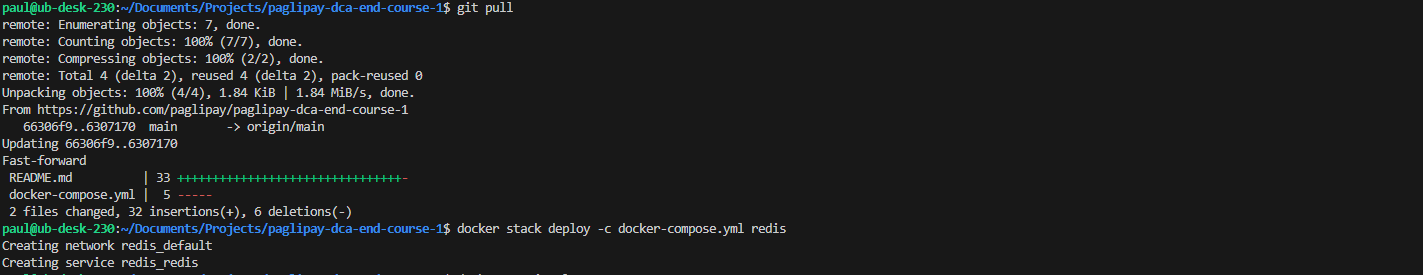 paul@ub-desk-230:~/Documents/Projects/paglipay-dca-end-course-1$ git pull
remote: Enumerating objects: 7, done.
remote: Counting objects: 100% (7/7), done.
remote: Compressing objects: 100% (2/2), done.
remote: Total 4 (delta 2), reused 4 (delta 2), pack-reused 0
Unpacking objects: 100% (4/4), 1.84 KiB | 1.84 MiB/s, done.
From https://github.com/paglipay/paglipay-dca-end-course-1
   66306f9..6307170  main       -> origin/main
Updating 66306f9..6307170
Fast-forward
 README.md          | 33 ++++++++++++++++++++++++++++++++-
 docker-compose.yml |  5 -----
 2 files changed, 32 insertions(+), 6 deletions(-)
paul@ub-desk-230:~/Documents/Projects/paglipay-dca-end-course-1$ docker stack deploy -c docker-compose.yml redis
Creating network redis_default
Creating service redis_redis